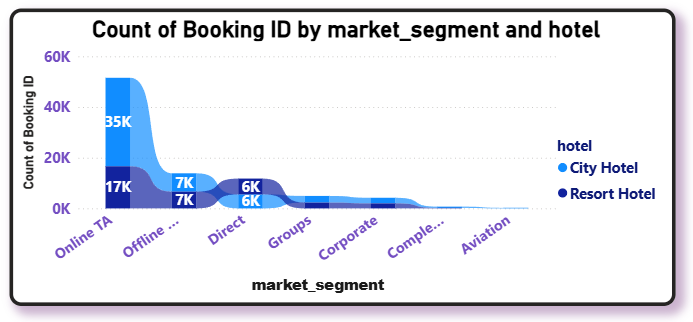 Count of Booking ID by market_segment and hotel
60K
40K
20K
0K
Count of Booking ID
35K
17K
7K
7K
6K
6K
hotel
City Hotel
Resort Hotel
Online TA
Offline ...
Direct
Groups
Corporate
Comple...
Aviation
market_segment